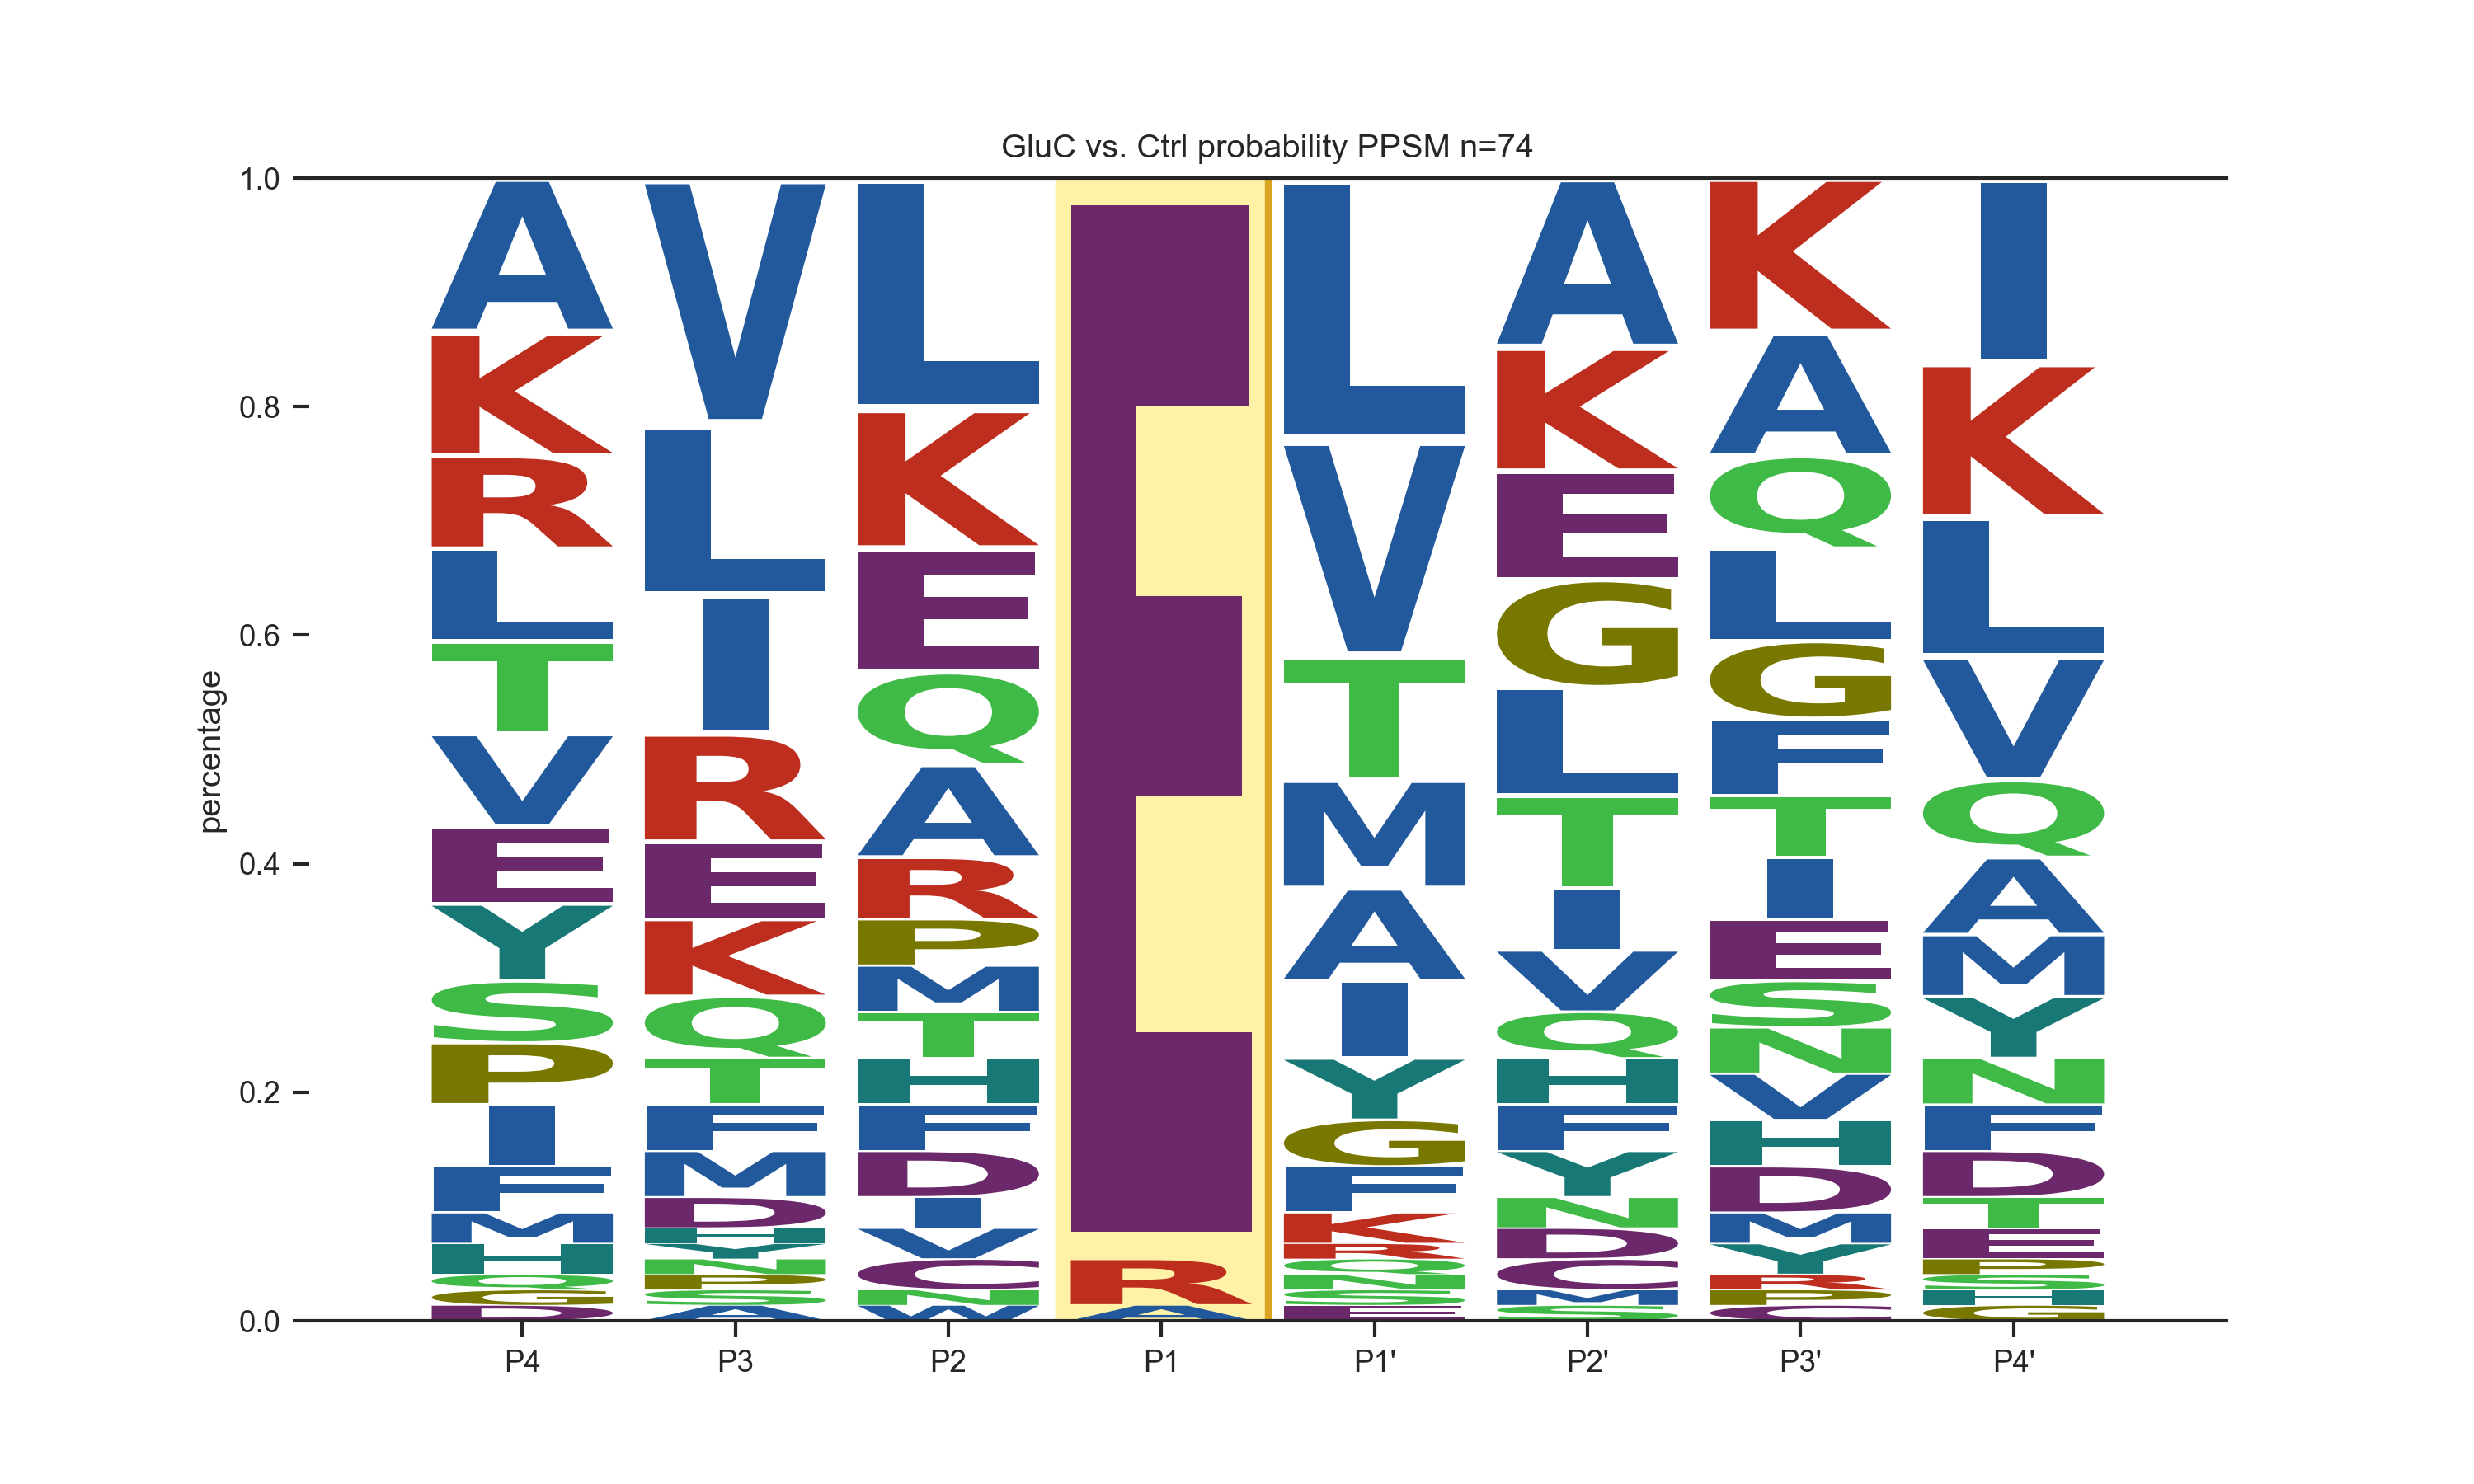 GluC vs. Ctrl probability PPSM n=74
percentage
1.0
0.8
0.6
0.4
0.2
0.0
A K R L T V E Y S P I F M H Q G D
V L I R E K Q T F M D H Y N P S A
L K E Q A R P M T H F D I V C N M
E R A
L V T M A I Y G F K R Q N S E
A K E G L T I V Q H F Y N D C M S
K A Q L G F T I E S N V H D M Y R P C
I K L V Q A M Y N F D T E P S H G
P4 P3 P2 P1 P1' P2' P3' P4'